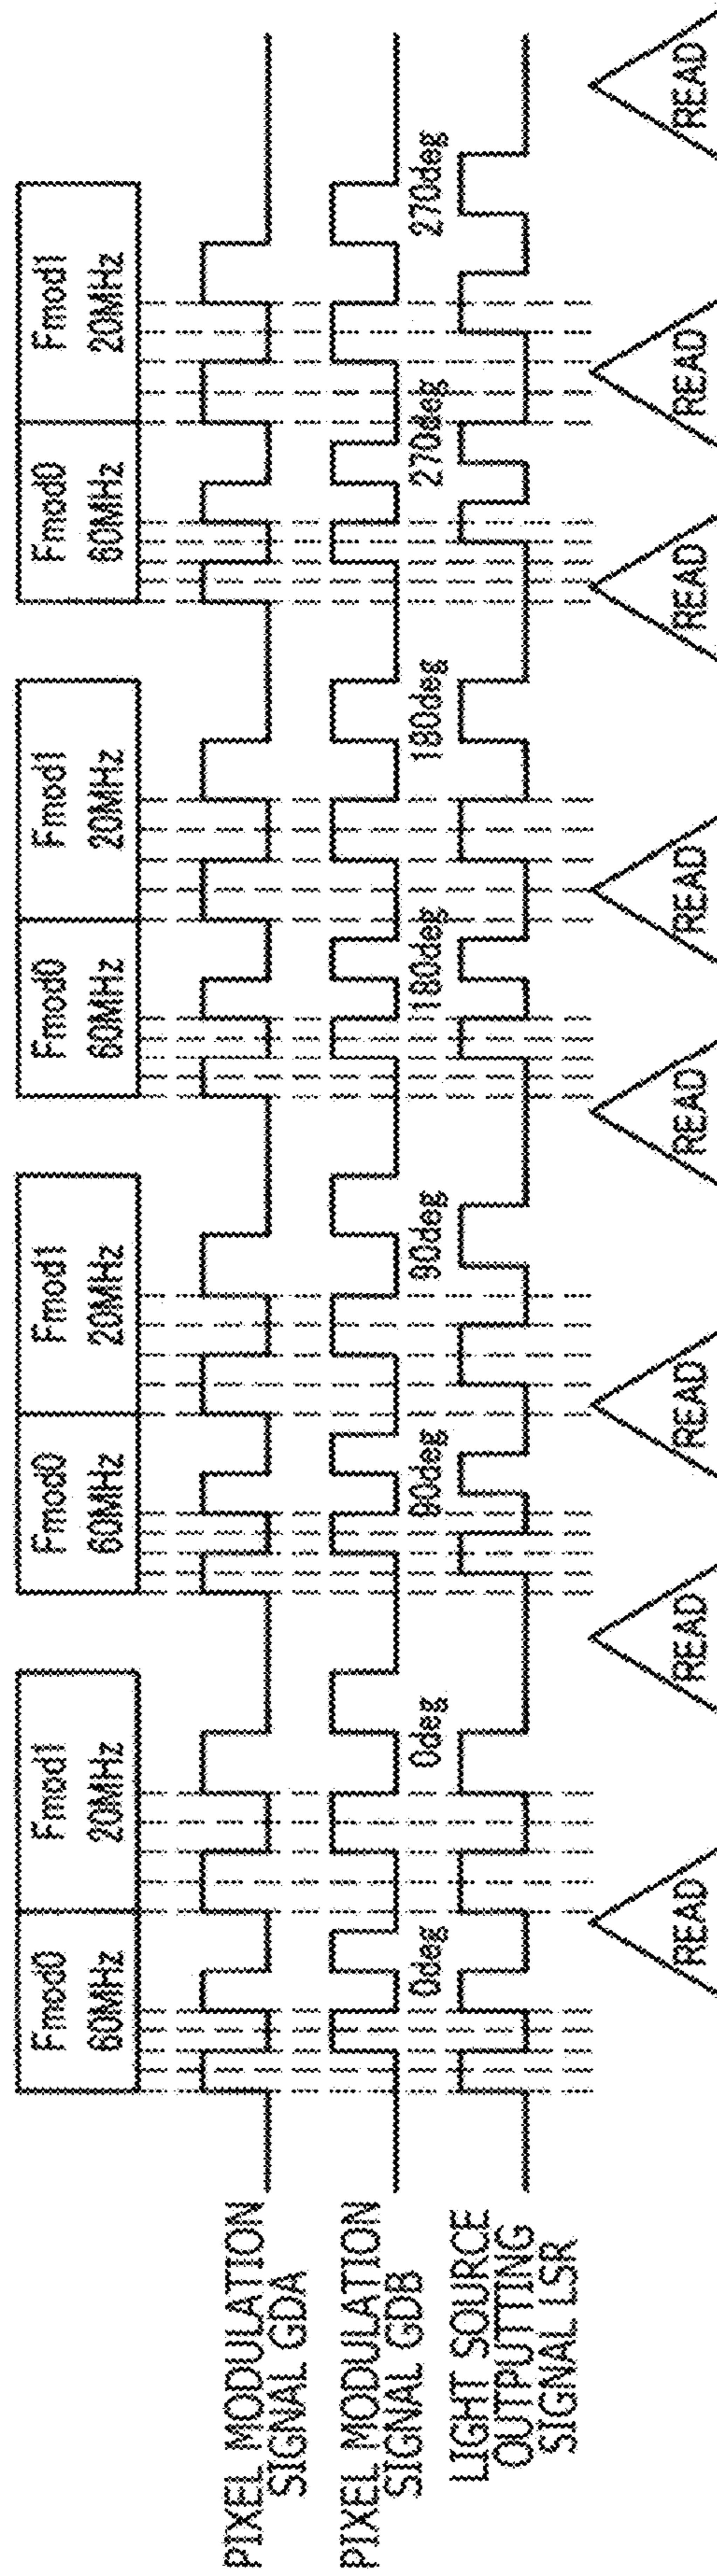 Fmod0
60MHz
Fmod1
20MHz
Fmod0
60MHz
Fmod1
20MHz
Fmod0
60MHz
Fmod1
20MHz
Fmod0
60MHz
Fmod1
20MHz
PIXEL MODULATION
SIGNAL GDA
PIXEL MODULATION
SIGNAL GDB
0deg
0deg
90deg
90deg
180deg
180deg
270deg
270deg
LIGHT SOURCE
OUTPUTTING
SIGNAL LSR
READ
READ
READ
READ
READ
READ
READ
READ